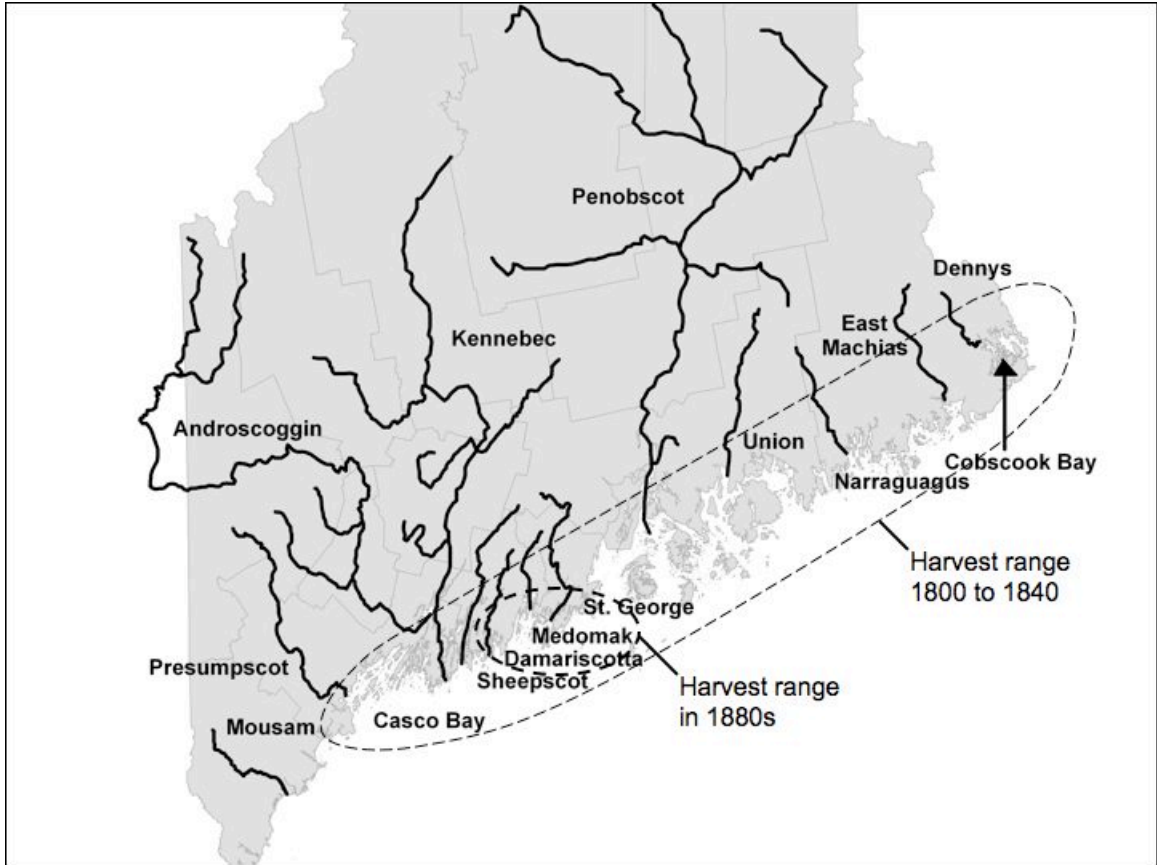 Penobscot
Dennys
East
Machias
Kennebec
Androscoggin
Union
Cobscook Bay
Narraguagus
Harvest range
1800 to 1840
St. George
Medomak
Damariscotta
Sheepscot
Presumpscot
Harvest range
in 1880s
Casco Bay
Mousam